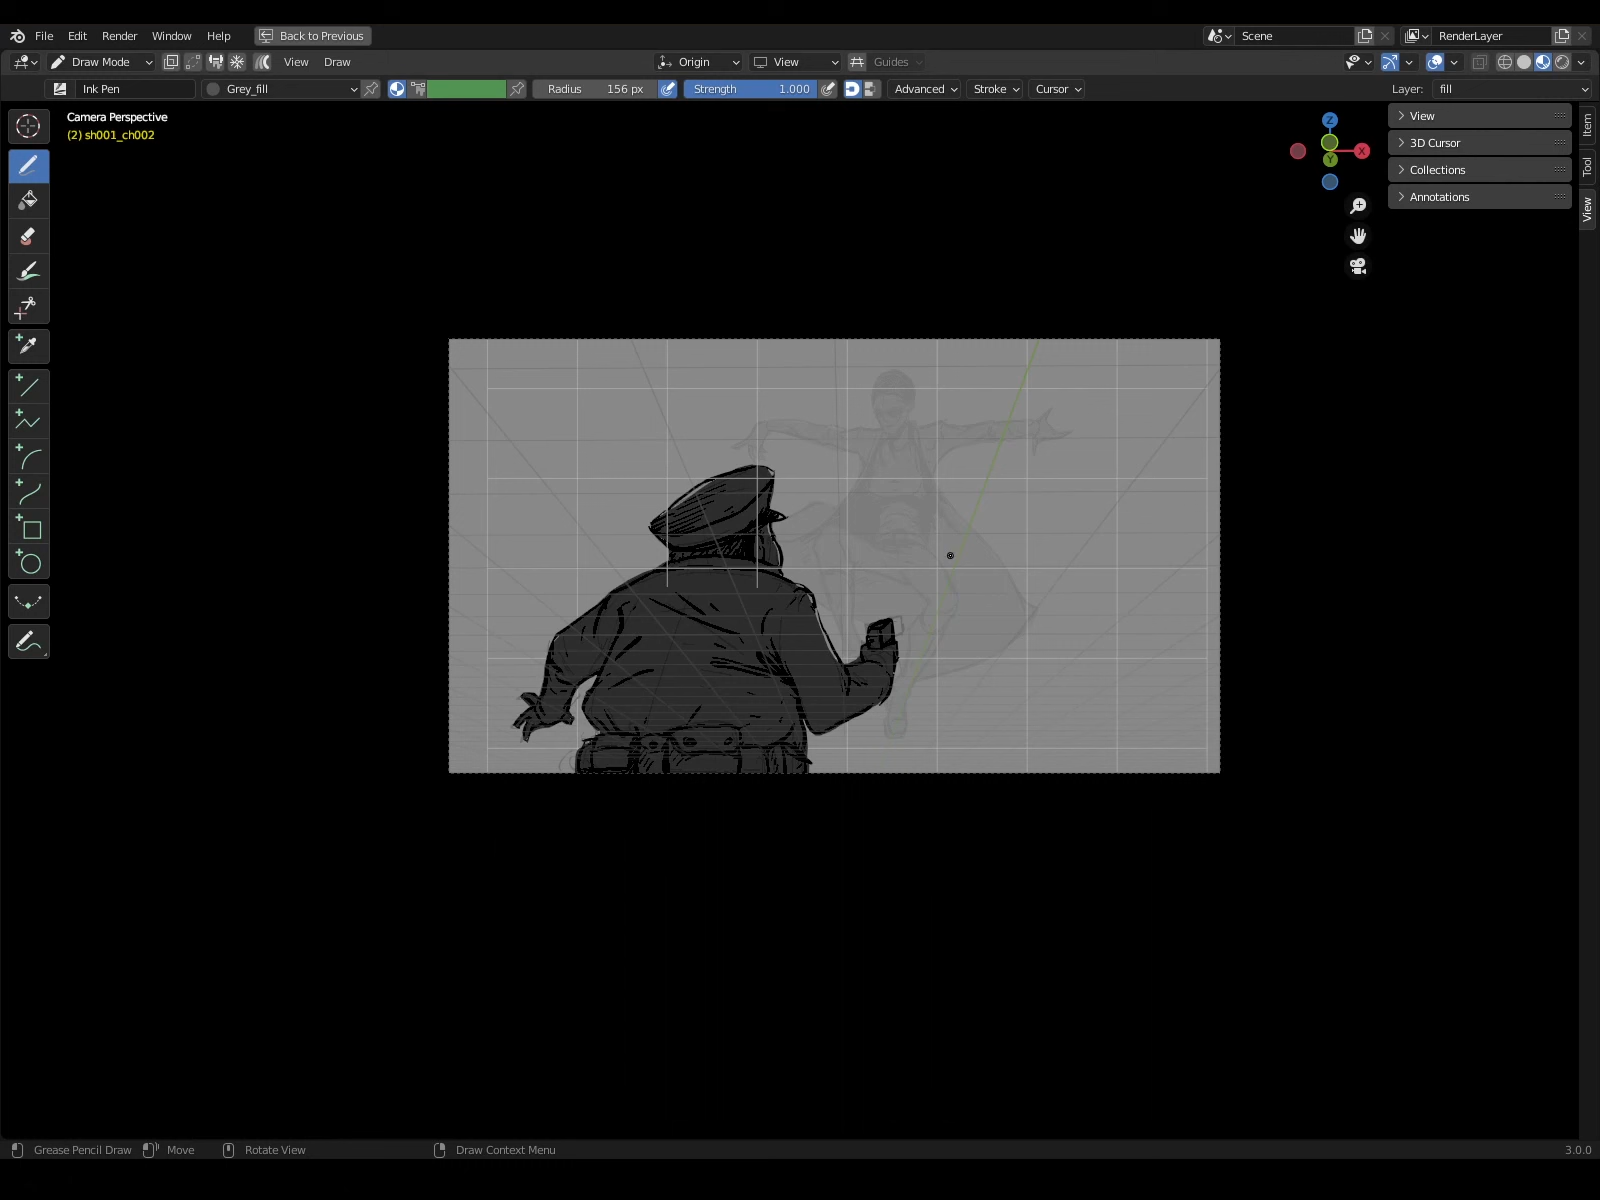 File Edit Render Window Help Back to Previous Scene RenderLayer
Draw Mode View Draw Origin View Guides
Ink Pen Grey_fill Radius 156 px Strength 1.000 Advanced Stroke Cursor Layer: fill
Camera Perspective
(2) sh001_ch002
Z
X
Y
View
3D Cursor
Collections
Annotations
Item
Tool
View
Grease Pencil Draw Move Rotate View Draw Context Menu 3.0.0